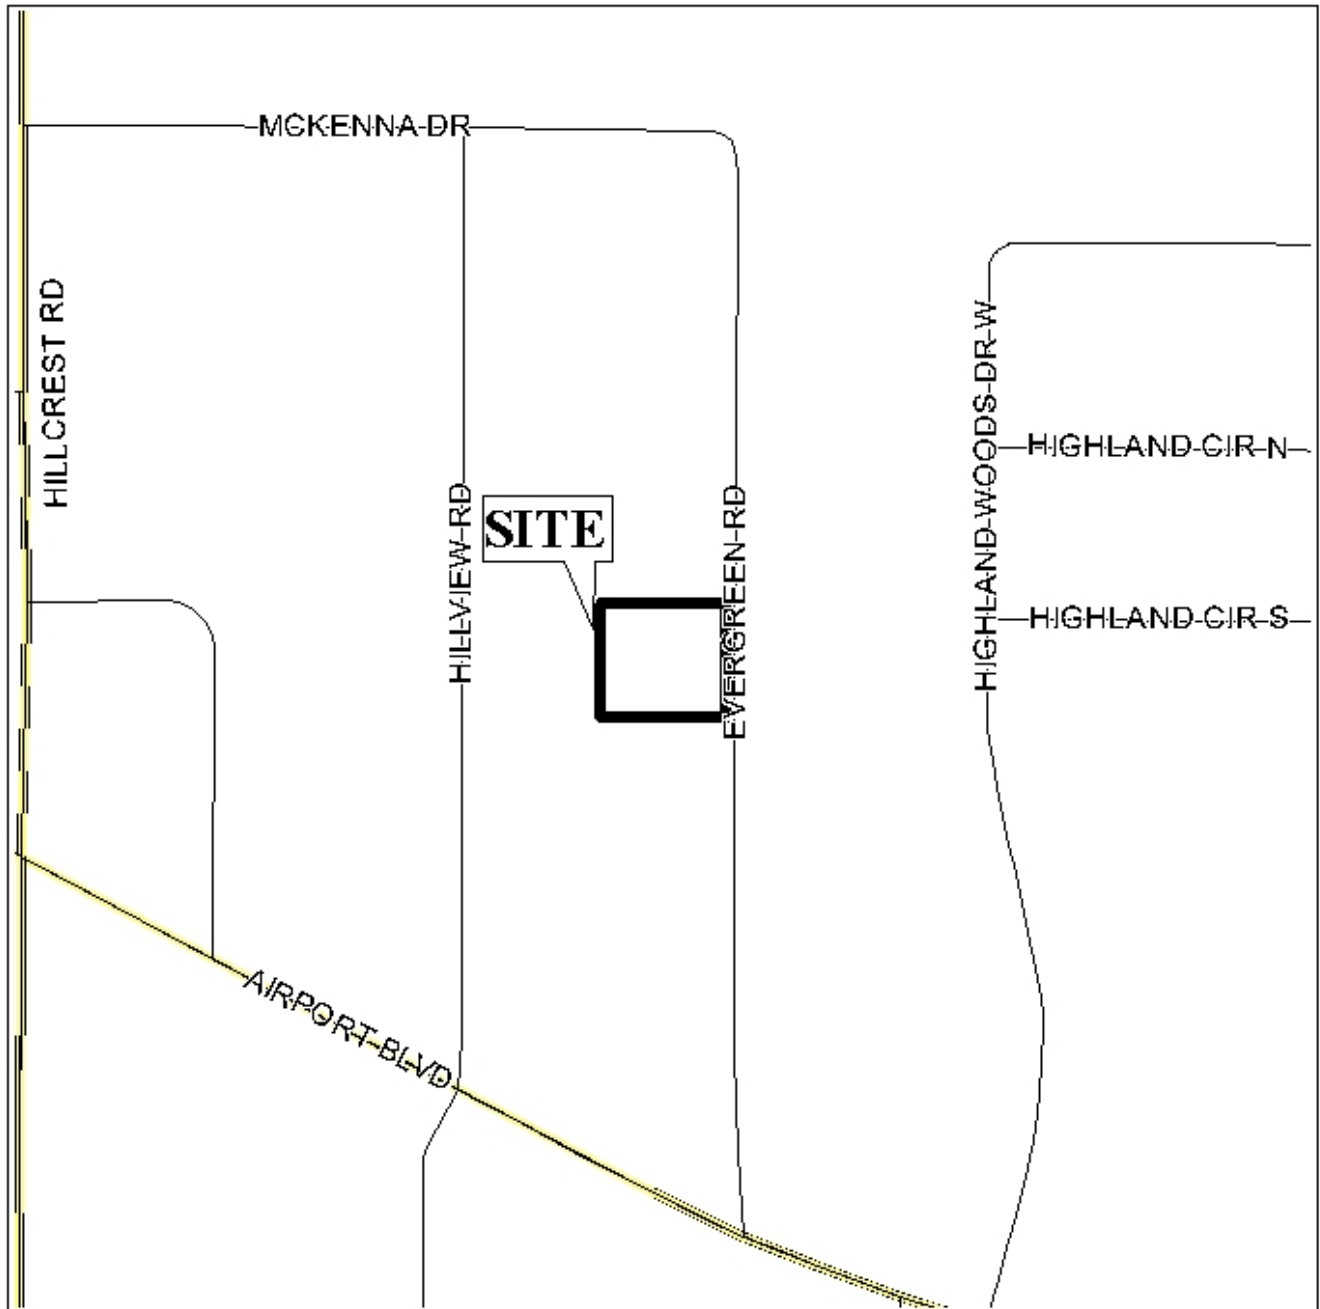 MCKENNA DR
HILLCREST RD
HILLVIEW RD
SITE
EVERGREEN RD
HIGHLAND WOODS DR W
HIGHLAND CIR N
HIGHLAND CIR S
AIRPORT BLVD